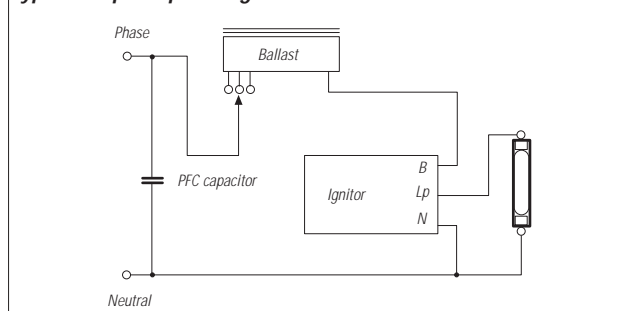 Phase
Ballast
PFC capacitor
Ignitor
B
Lp
N
Neutral